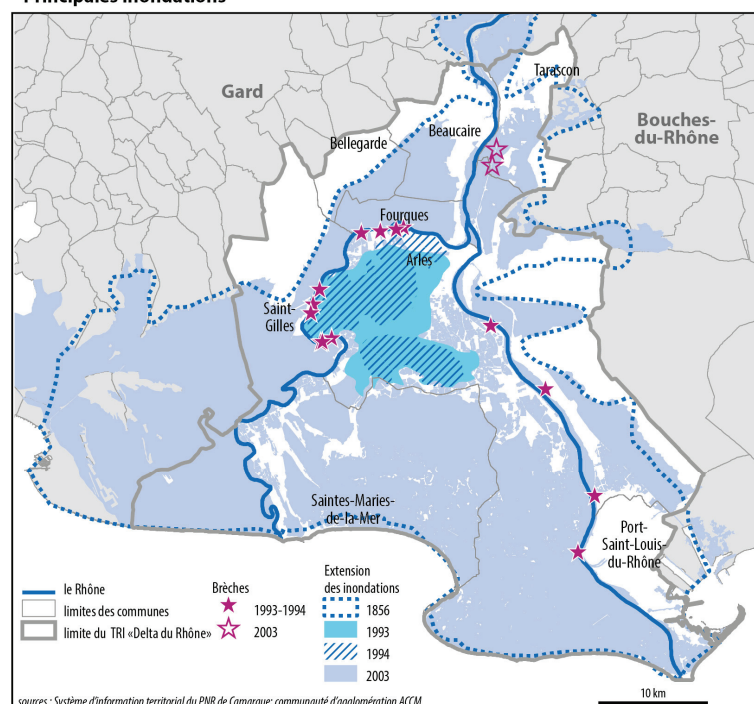 Principales inondations
Tarascon
Gard
Bouches-
du-Rhône
Beaucaire
Bellegarde
Fourques
Arles
Saint-
Gilles
Saintes-Maries-
de-la Mer
Port-
Saint-Louis-
du-Rhône
le Rhône
limites des communes
limite du TRI «Delta du Rhône»
Brèches
1993-1994
2003
Extension
des inondations
1856
1993
1994
2003
10 km
sources : Système d'information territorial du PNR de Camargue; communauté d'agglomération ACCM